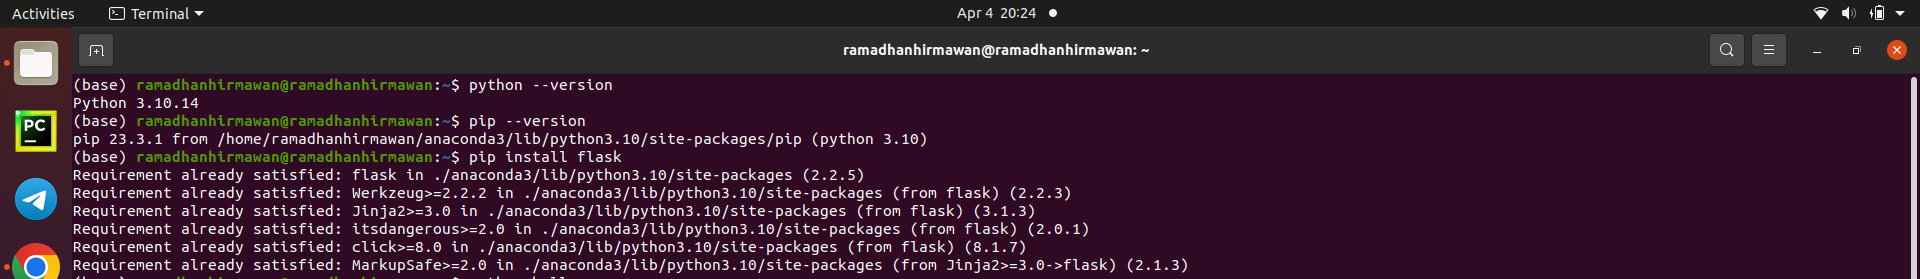 Activities Terminal Apr 4 20:24
ramadhanhirmawan@ramadhanhirmawan: ~
(base) ramadhanhirmawan@ramadhanhirmawan:~$ python --version
Python 3.10.14
(base) ramadhanhirmawan@ramadhanhirmawan:~$ pip --version
pip 23.3.1 from /home/ramadhanhirmawan/anaconda3/lib/python3.10/site-packages/pip (python 3.10)
(base) ramadhanhirmawan@ramadhanhirmawan:~$ pip install flask
Requirement already satisfied: flask in ./anaconda3/lib/python3.10/site-packages (2.2.5)
Requirement already satisfied: Werkzeug>=2.2.2 in ./anaconda3/lib/python3.10/site-packages (from flask) (2.2.3)
Requirement already satisfied: Jinja2>=3.0 in ./anaconda3/lib/python3.10/site-packages (from flask) (3.1.3)
Requirement already satisfied: itsdangerous>=2.0 in ./anaconda3/lib/python3.10/site-packages (from flask) (2.0.1)
Requirement already satisfied: click>=8.0 in ./anaconda3/lib/python3.10/site-packages (from flask) (8.1.7)
Requirement already satisfied: MarkupSafe>=2.0 in ./anaconda3/lib/python3.10/site-packages (from Jinja2>=3.0->flask) (2.1.3)
PC